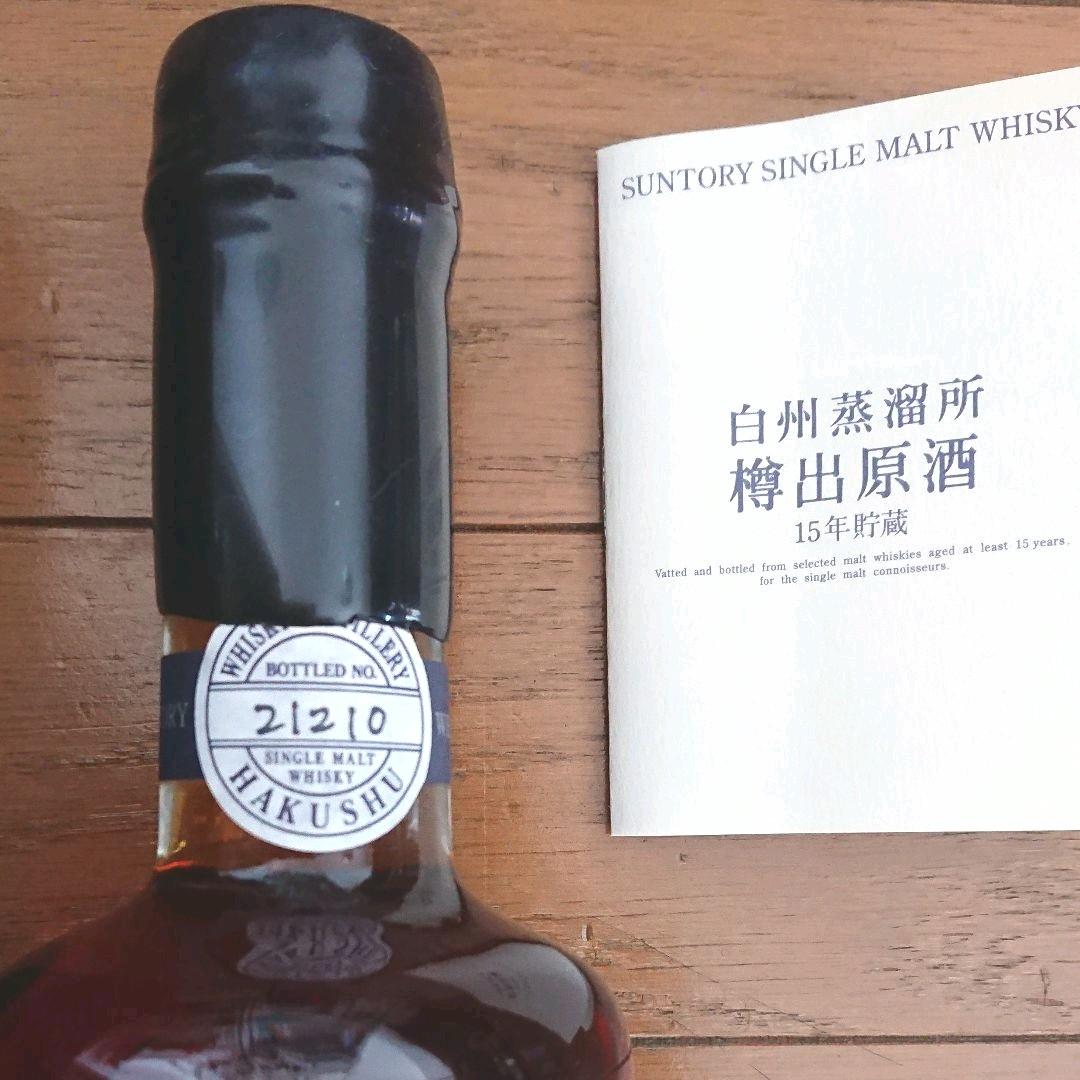 SUNTORY SINGLE MALT WHISKY
白州蒸溜所
樽出原酒
15年貯蔵
Vatted and bottled from selected malt whiskies aged at least 15 years.
for the single malt connoisseurs.
BOTTLED NO.
21210
SINGLE MALT
WHISKY
HAKUSHU